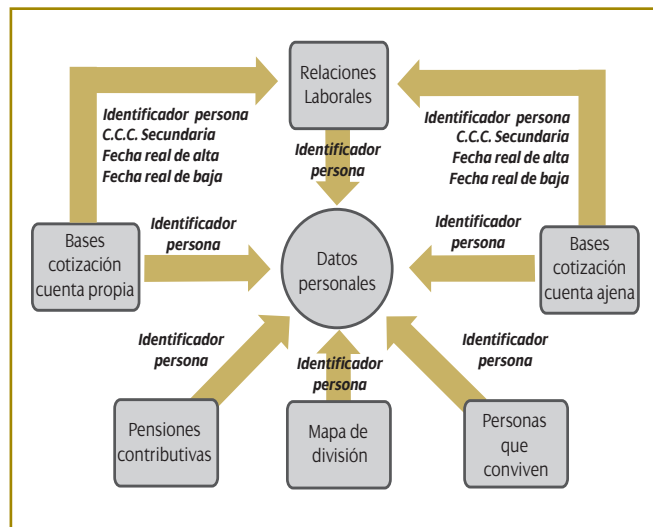 Relaciones
Laborales
Identificador persona
C.C.C. Secundaria
Fecha real de alta
Fecha real de baja
Identificador persona
C.C.C. Secundaria
Fecha real de alta
Fecha real de baja
Identificador
persona
Bases
cotización
cuenta propia
Identificador
persona
Datos
personales
Identificador
persona
Bases
cotización
cuenta ajena
Identificador
persona
Identificador
persona
Identificador
persona
Pensiones
contributivas
Mapa de
división
Personas
que
conviven